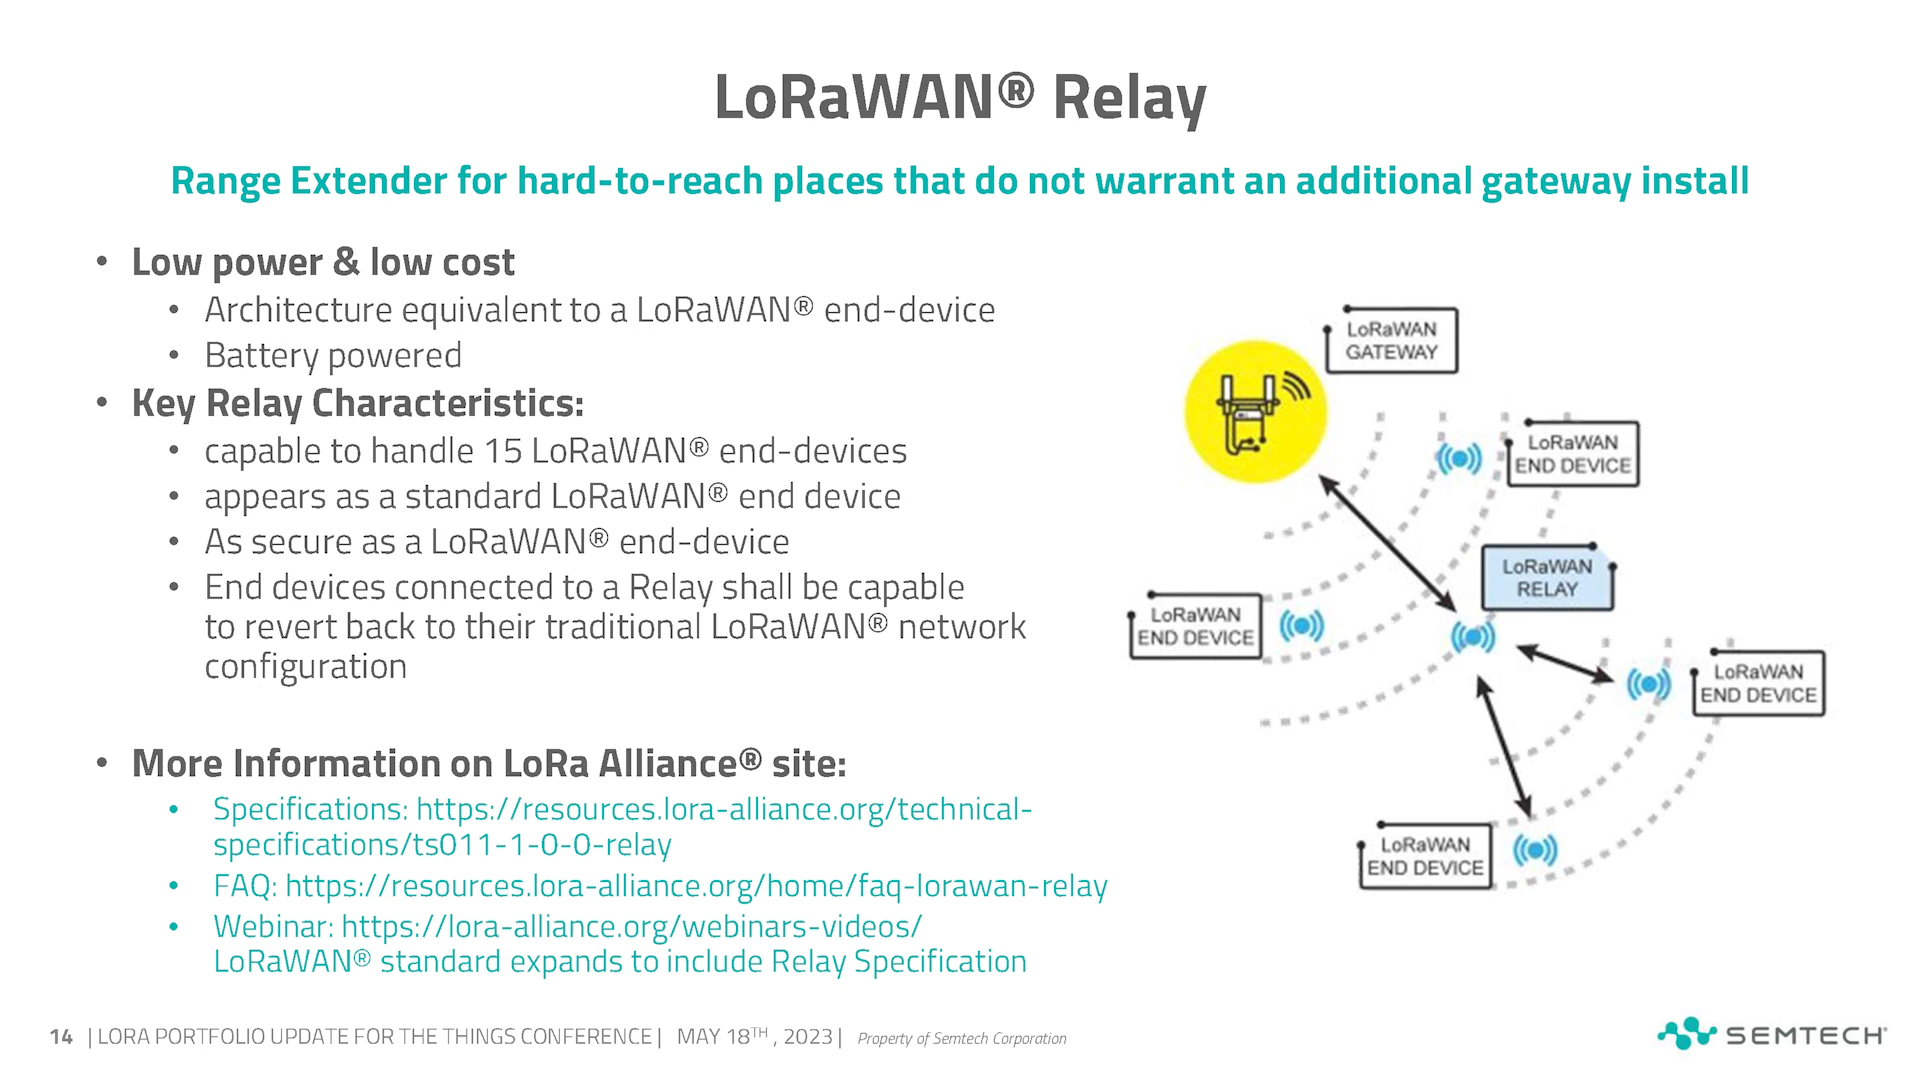 LoRaWAN® Relay
Range Extender for hard-to-reach places that do not warrant an additional gateway install
• Low power & low cost
• Architecture equivalent to a LoRaWAN® end-device
• Battery powered
• Key Relay Characteristics:
• capable to handle 15 LoRaWAN® end-devices
• appears as a standard LoRaWAN® end device
• As secure as a LoRaWAN® end-device
• End devices connected to a Relay shall be capable
to revert back to their traditional LoRaWAN® network
configuration
• More Information on LoRa Alliance® site:
• Specifications: https://resources.lora-alliance.org/technical-
specifications/ts011-1-0-0-relay
• FAQ: https://resources.lora-alliance.org/home/faq-lorawan-relay
• Webinar: https://lora-alliance.org/webinars-videos/
LoRaWAN® standard expands to include Relay Specification
LoRaWAN
GATEWAY
LoRaWAN
END DEVICE
LoRaWAN
RELAY
LoRaWAN
END DEVICE
LoRaWAN
END DEVICE
LoRaWAN
END DEVICE
14 | LORA PORTFOLIO UPDATE FOR THE THINGS CONFERENCE | MAY 18TH , 2023 | Property of Semtech Corporation
SEMTECH®